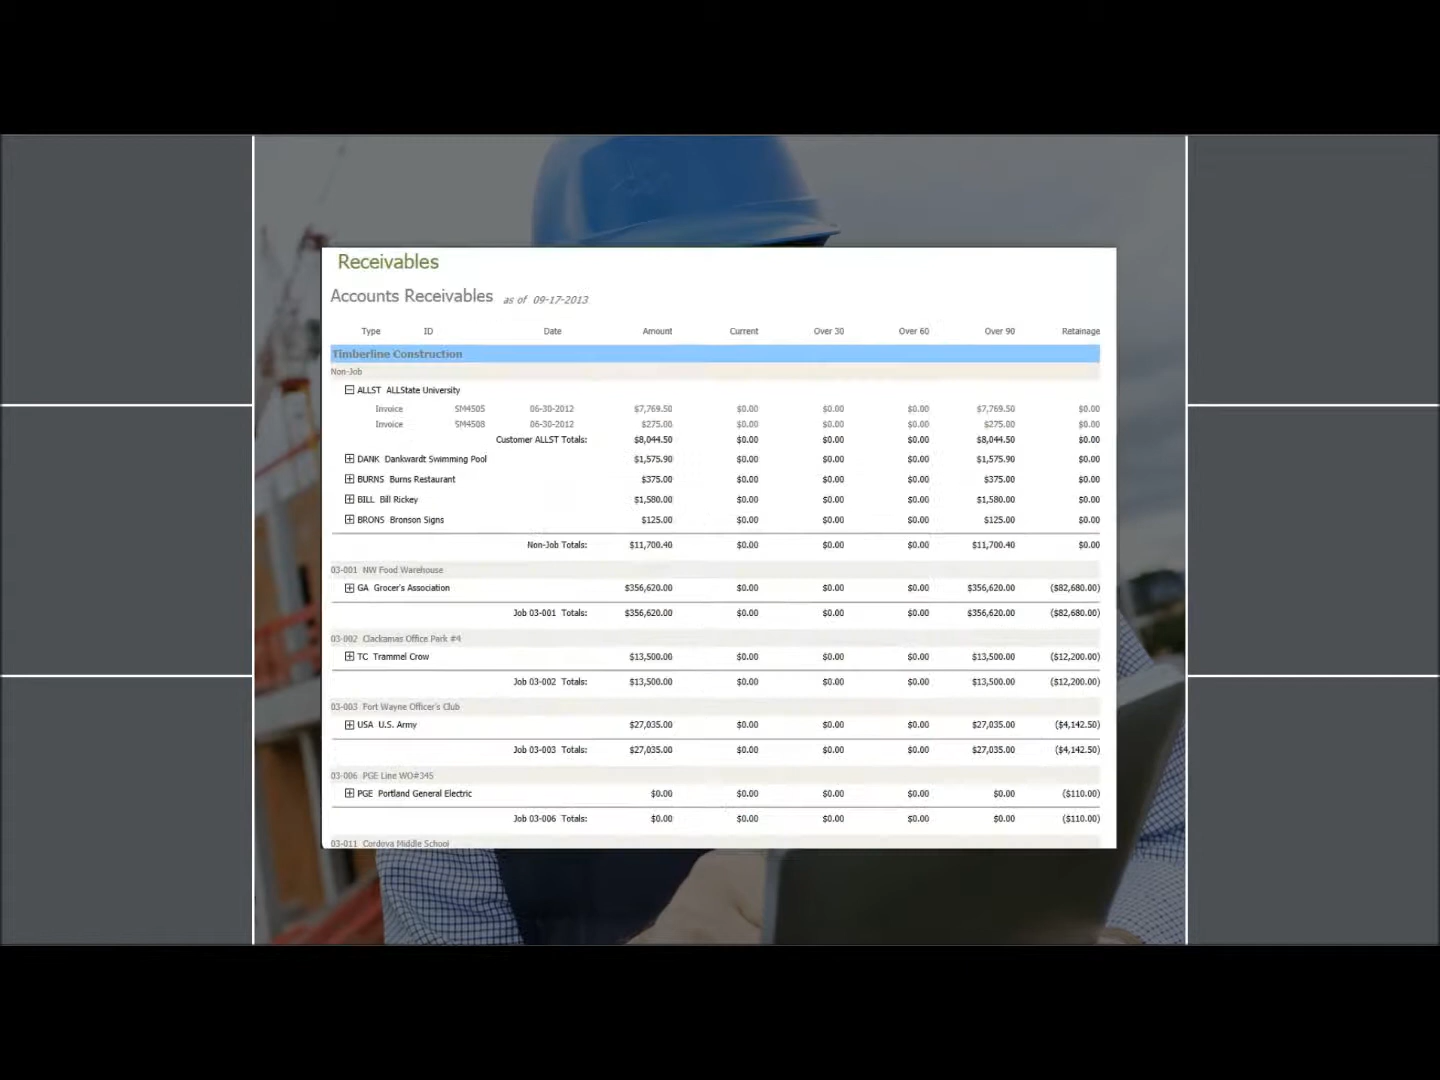 Receivables
Accounts Receivables as of 09-17-2013
Type ID Date Amount Current Over 30 Over 60 Over 90 Retainage
Timberline Construction
Non-Job
ALLST ALLState University
Invoice SM4505 06-30-2012 $7,769.50 $0.00 $0.00 $0.00 $7,769.50 $0.00
Invoice SM4508 06-30-2012 $275.00 $0.00 $0.00 $0.00 $275.00 $0.00
Customer ALLST Totals: $8,044.50 $0.00 $0.00 $0.00 $8,044.50 $0.00
DANK Dankwardt Swimming Pool $1,575.90 $0.00 $0.00 $0.00 $1,575.90 $0.00
BURNS Burns Restaurant $375.00 $0.00 $0.00 $0.00 $375.00 $0.00
BILL Bill Rickey $1,580.00 $0.00 $0.00 $0.00 $1,580.00 $0.00
BRONS Bronson Signs $125.00 $0.00 $0.00 $0.00 $125.00 $0.00
Non-Job Totals: $11,700.40 $0.00 $0.00 $0.00 $11,700.40 $0.00
03-001 NW Food Warehouse
GA Grocer's Association $356,620.00 $0.00 $0.00 $0.00 $356,620.00 ($82,680.00)
Job 03-001 Totals: $356,620.00 $0.00 $0.00 $0.00 $356,620.00 ($82,680.00)
03-002 Clackamas Office Park #4
TC Trammel Crow $13,500.00 $0.00 $0.00 $0.00 $13,500.00 ($12,200.00)
Job 03-002 Totals: $13,500.00 $0.00 $0.00 $0.00 $13,500.00 ($12,200.00)
03-003 Fort Wayne Officer's Club
USA U.S. Army $27,035.00 $0.00 $0.00 $0.00 $27,035.00 ($4,142.50)
Job 03-003 Totals: $27,035.00 $0.00 $0.00 $0.00 $27,035.00 ($4,142.50)
03-006 PGE Line WO#345
PGE Portland General Electric $0.00 $0.00 $0.00 $0.00 $0.00 ($110.00)
Job 03-006 Totals: $0.00 $0.00 $0.00 $0.00 $0.00 ($110.00)
03-011 Cordova Middle School